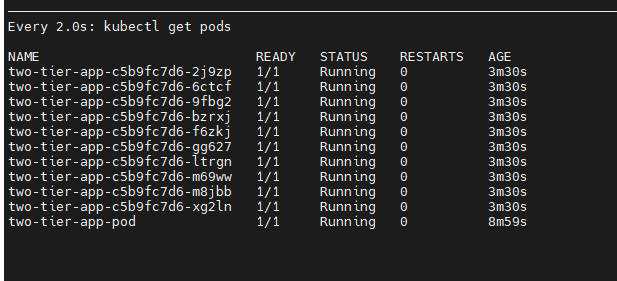 Every 2.0s: kubectl get pods
NAME READY STATUS RESTARTS AGE
two-tier-app-c5b9fc7d6-2j9zp 1/1 Running 0 3m30s
two-tier-app-c5b9fc7d6-6ctcf 1/1 Running 0 3m30s
two-tier-app-c5b9fc7d6-9fbg2 1/1 Running 0 3m30s
two-tier-app-c5b9fc7d6-bzrxj 1/1 Running 0 3m30s
two-tier-app-c5b9fc7d6-f6zkj 1/1 Running 0 3m30s
two-tier-app-c5b9fc7d6-gg627 1/1 Running 0 3m30s
two-tier-app-c5b9fc7d6-ltrgn 1/1 Running 0 3m30s
two-tier-app-c5b9fc7d6-m69ww 1/1 Running 0 3m30s
two-tier-app-c5b9fc7d6-m8jbb 1/1 Running 0 3m30s
two-tier-app-c5b9fc7d6-xg2ln 1/1 Running 0 3m30s
two-tier-app-pod 1/1 Running 0 8m59s